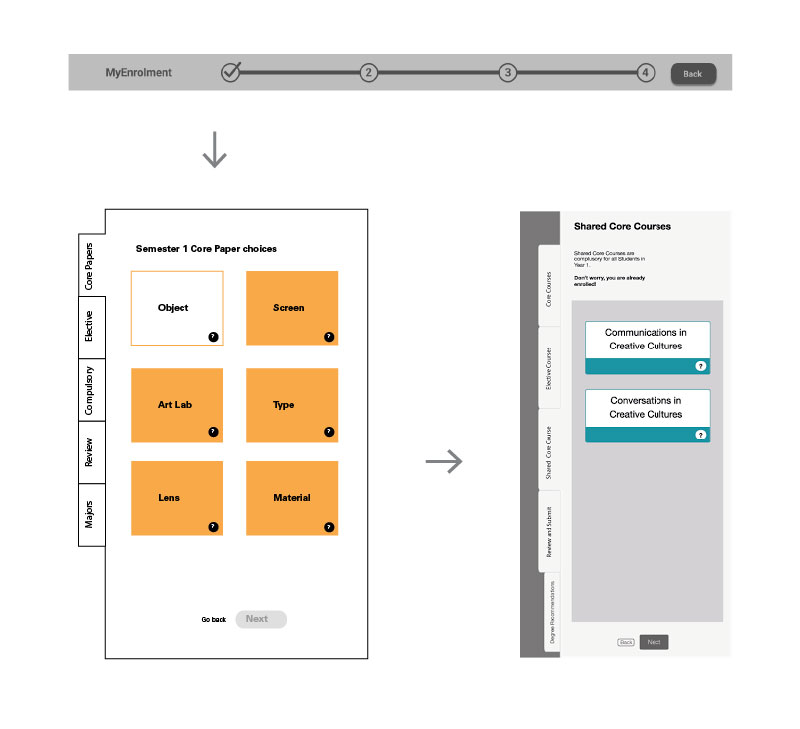 MyEnrolment
2
3
4
Back
Semester 1 Core Paper choices
Core Papers
Elective
Compulsory
Review
Majors
Object
?
Screen
?
Art Lab
?
Type
?
Lens
?
Material
?
Go back
Next
Shared Core Courses
Shared Core Courses are
complusory for all Students in
Year 1.
Don't worry, you are already
enrolled!
Core Courses
Elective Courses
Shared Core Course
Review and Submit
Degree Recommendations
Communications in
Creative Cultures
?
Conversations in
Creative Cultures
?
Back
Next